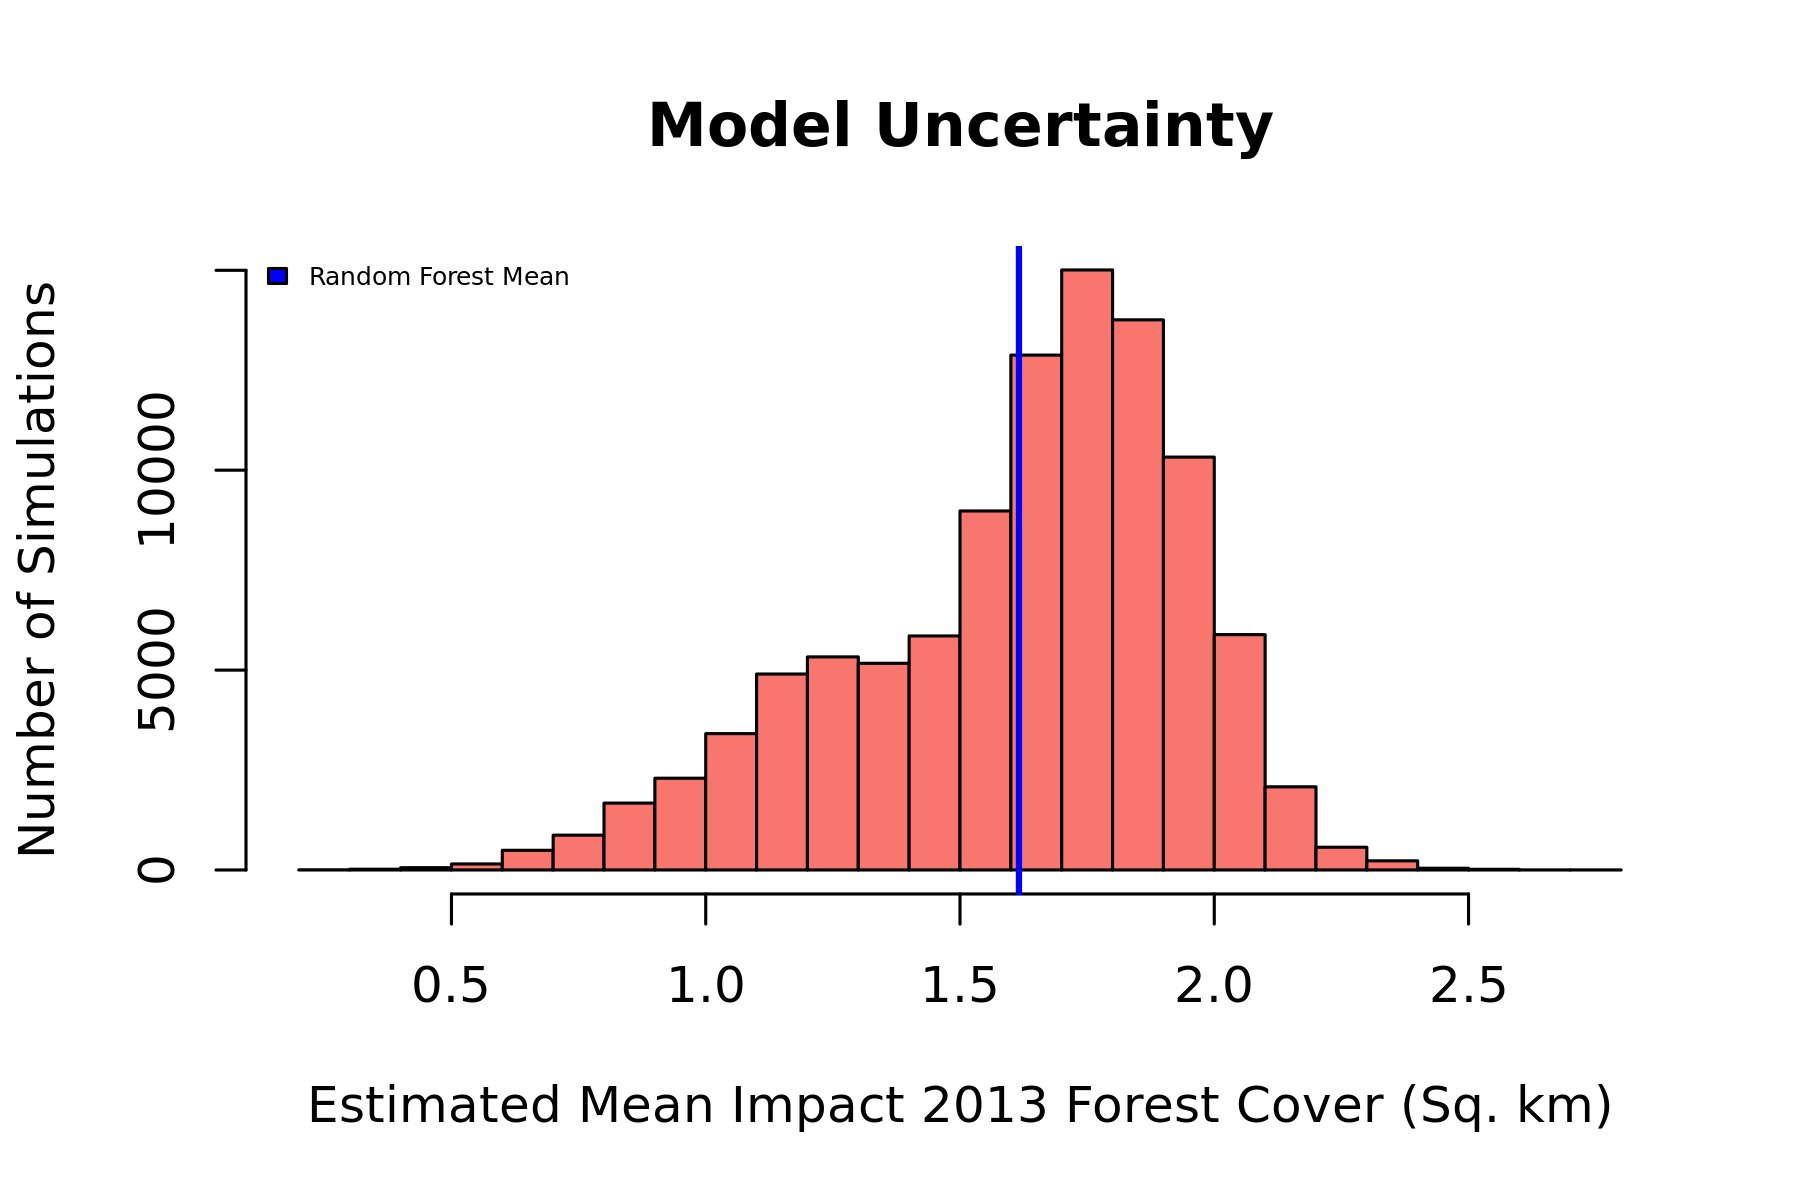 Model Uncertainty
Random Forest Mean
Number of Simulations
0
5000
10000
0.5
1.0
1.5
2.0
2.5
Estimated Mean Impact 2013 Forest Cover (Sq. km)